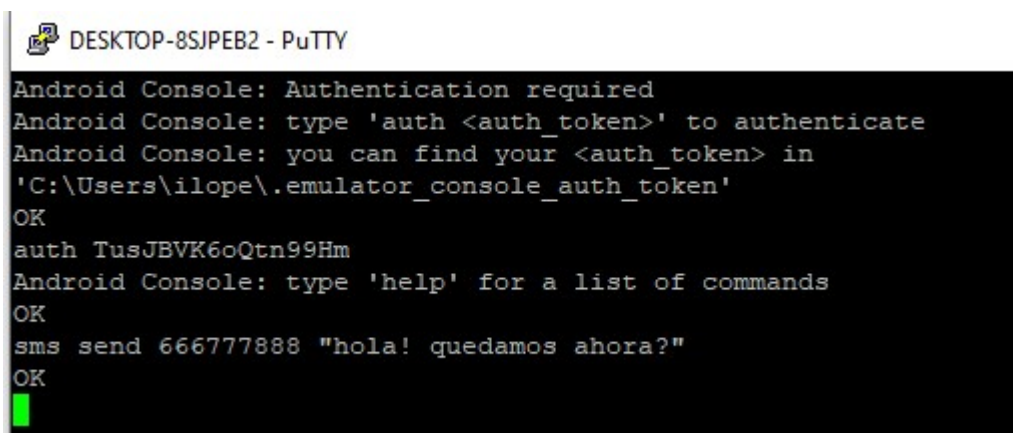 DESKTOP-8SJPEB2 - PuTTY
Android Console: Authentication required
Android Console: type 'auth <auth_token>' to authenticate
Android Console: you can find your <auth_token> in
'C:\Users\ilope\.emulator_console_auth_token'
OK
auth TusJBVK6oQtn99Hm
Android Console: type 'help' for a list of commands
OK
sms send 666777888 "hola! quedamos ahora?"
OK